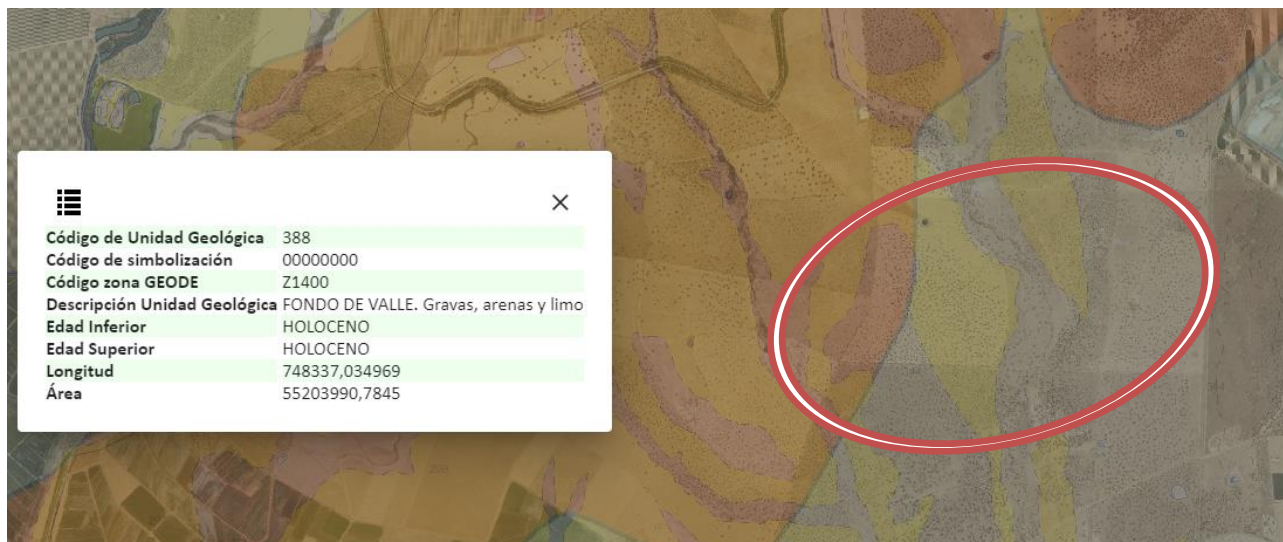 Código de Unidad Geológica 388
Código de simbolización 00000000
Código zona GEODE Z1400
Descripción Unidad Geológica FONDO DE VALLE. Gravas, arenas y limo
Edad Inferior HOLOCENO
Edad Superior HOLOCENO
Longitud 748337,034969
Área 55203990,7845